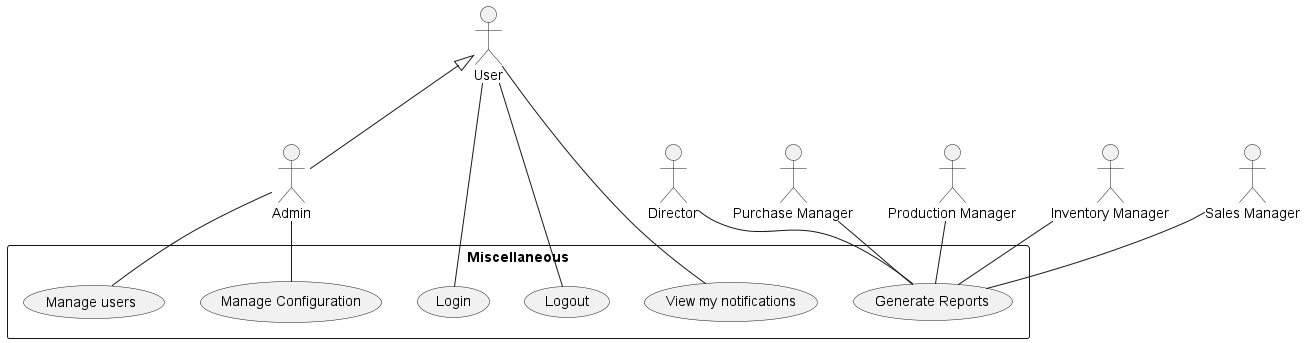 User
Admin
Director
Purchase Manager
Production Manager
Inventory Manager
Sales Manager
Miscellaneous
Manage users
Manage Configuration
Login
Logout
View my notifications
Generate Reports